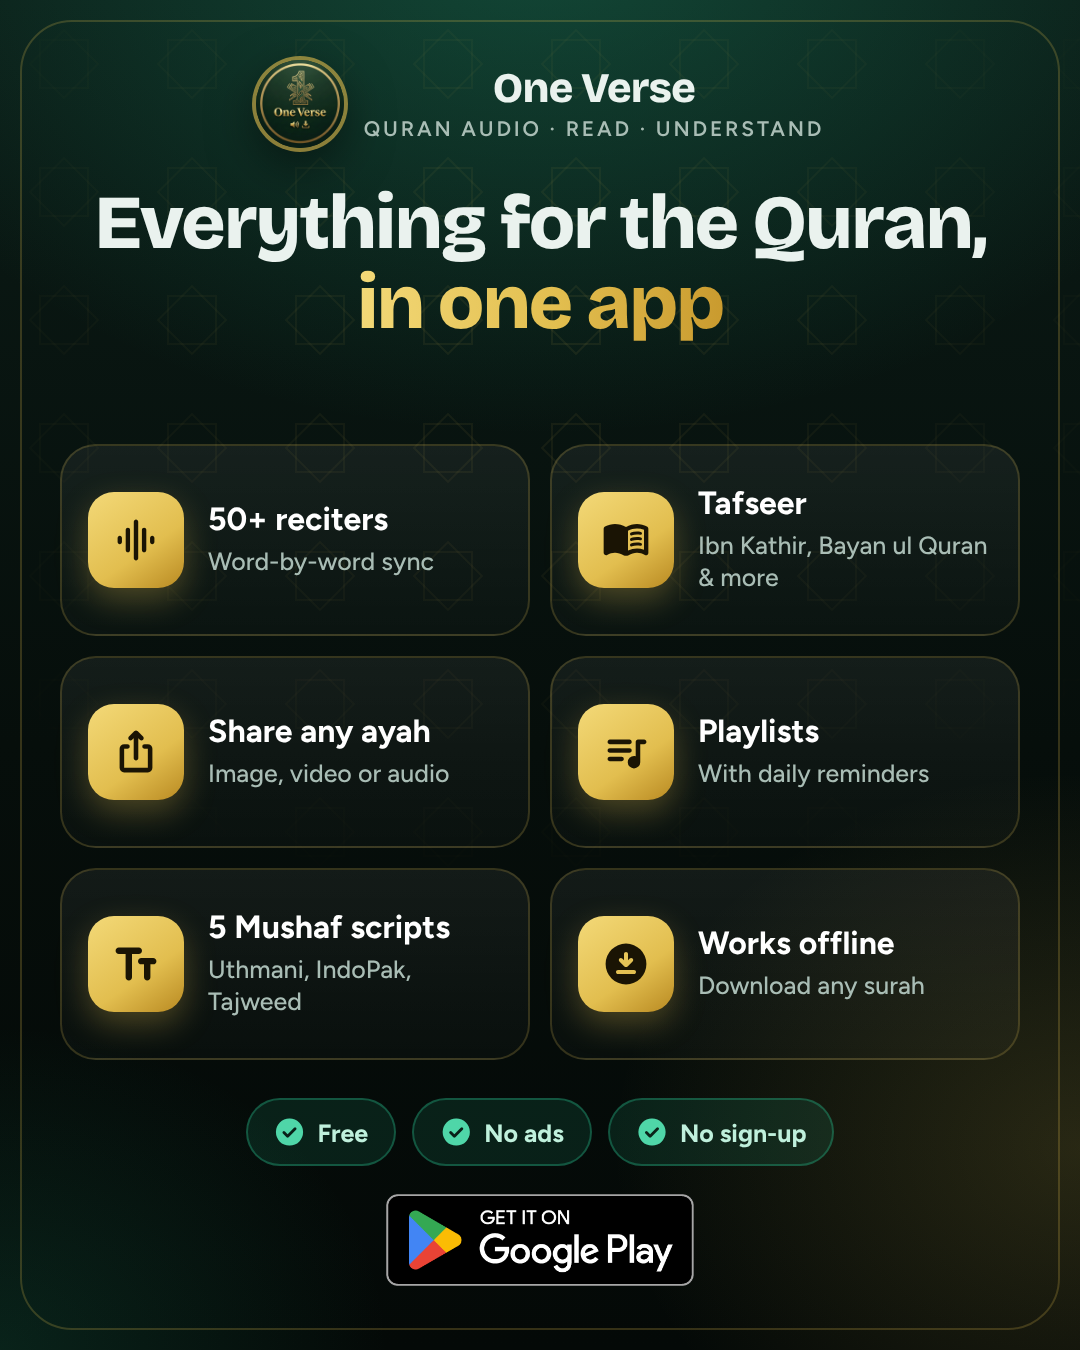 One Verse
One Verse
QURAN AUDIO · READ · UNDERSTAND
Everything for the Quran,
in one app
50+ reciters
Word-by-word sync
Tafseer
Ibn Kathir, Bayan ul Quran
& more
Share any ayah
Image, video or audio
Playlists
With daily reminders
5 Mushaf scripts
Uthmani, IndoPak,
Tajweed
Works offline
Download any surah
Free
No ads
No sign-up
GET IT ON
Google Play